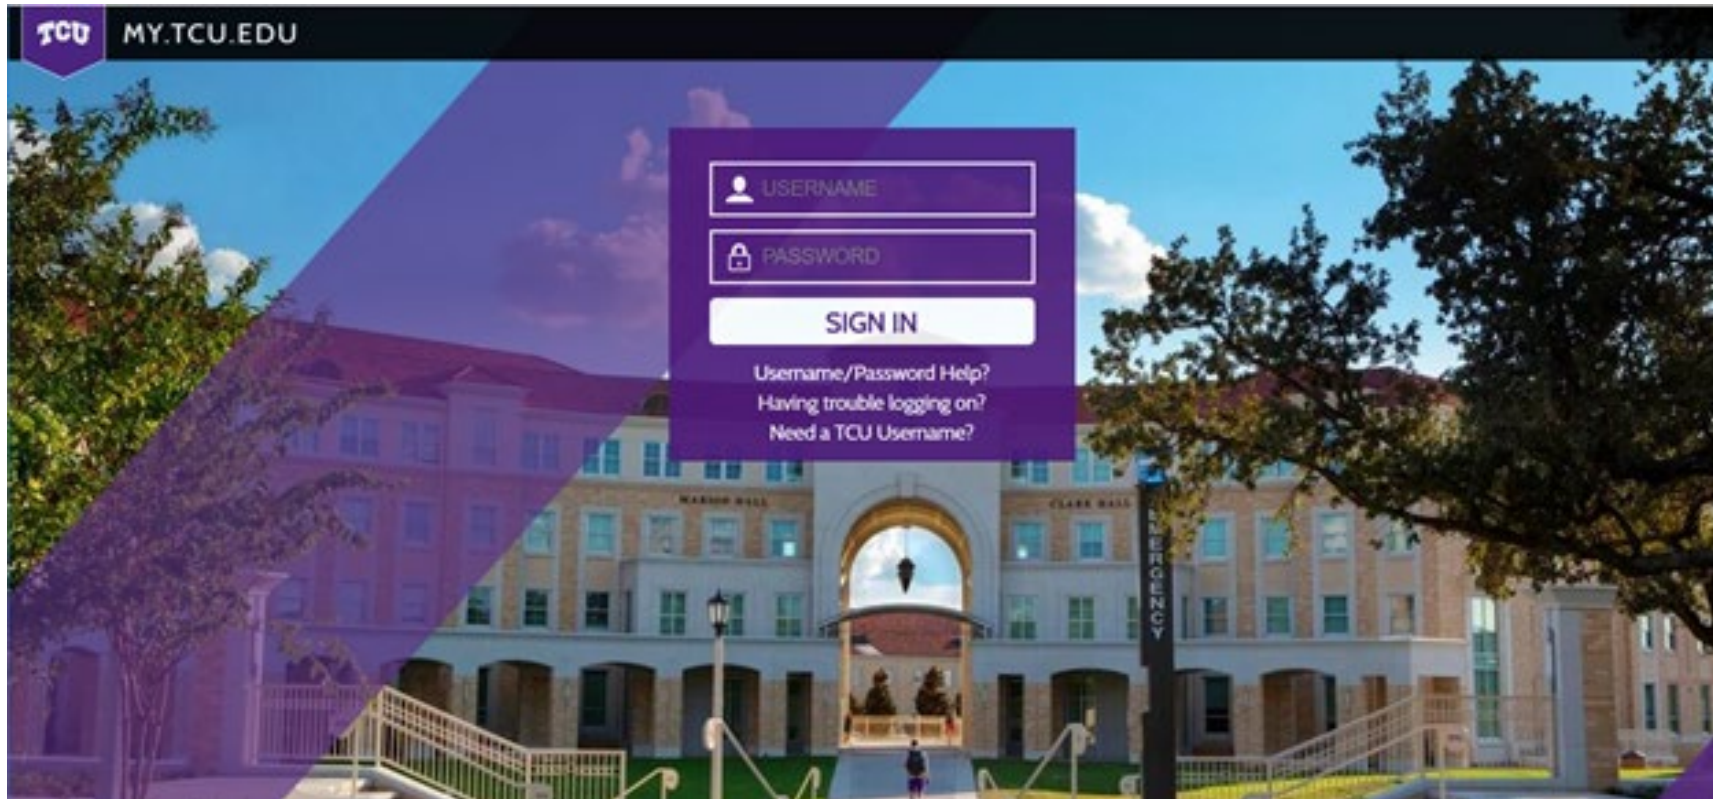 TCU MY.TCU.EDU
USERNAME
PASSWORD
SIGN IN
Username/Password Help?
Having trouble logging on?
Need a TCU Username?
MARION HALL
CLARK HALL
EMERGENCY